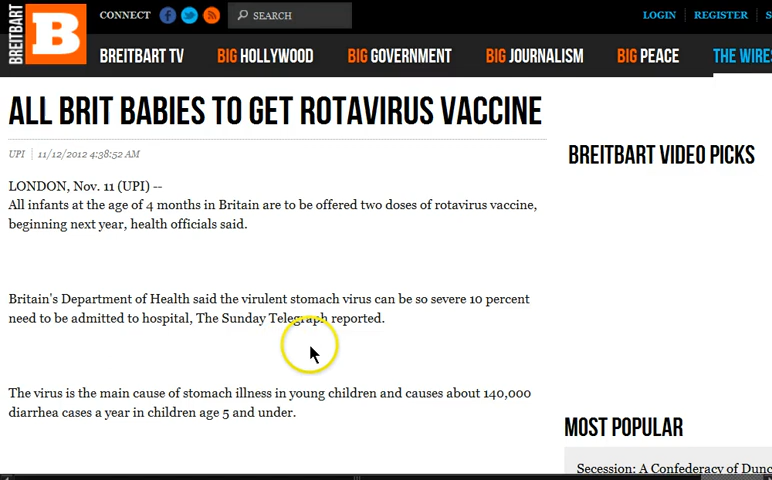 BREITBART
B
CONNECT
SEARCH
LOGIN
REGISTER
BREITBART TV
BIG HOLLYWOOD
BIG GOVERNMENT
BIG JOURNALISM
BIG PEACE
THE WIRES
ALL BRIT BABIES TO GET ROTAVIRUS VACCINE
UPI | 11/12/2012 4:38:52 AM
LONDON, Nov. 11 (UPI) --
All infants at the age of 4 months in Britain are to be offered two doses of rotavirus vaccine,
beginning next year, health officials said.
Britain's Department of Health said the virulent stomach virus can be so severe 10 percent
need to be admitted to hospital, The Sunday Telegraph reported.
The virus is the main cause of stomach illness in young children and causes about 140,000
diarrhea cases a year in children age 5 and under.
BREITBART VIDEO PICKS
MOST POPULAR
Secession: A Confederacy of Dunc